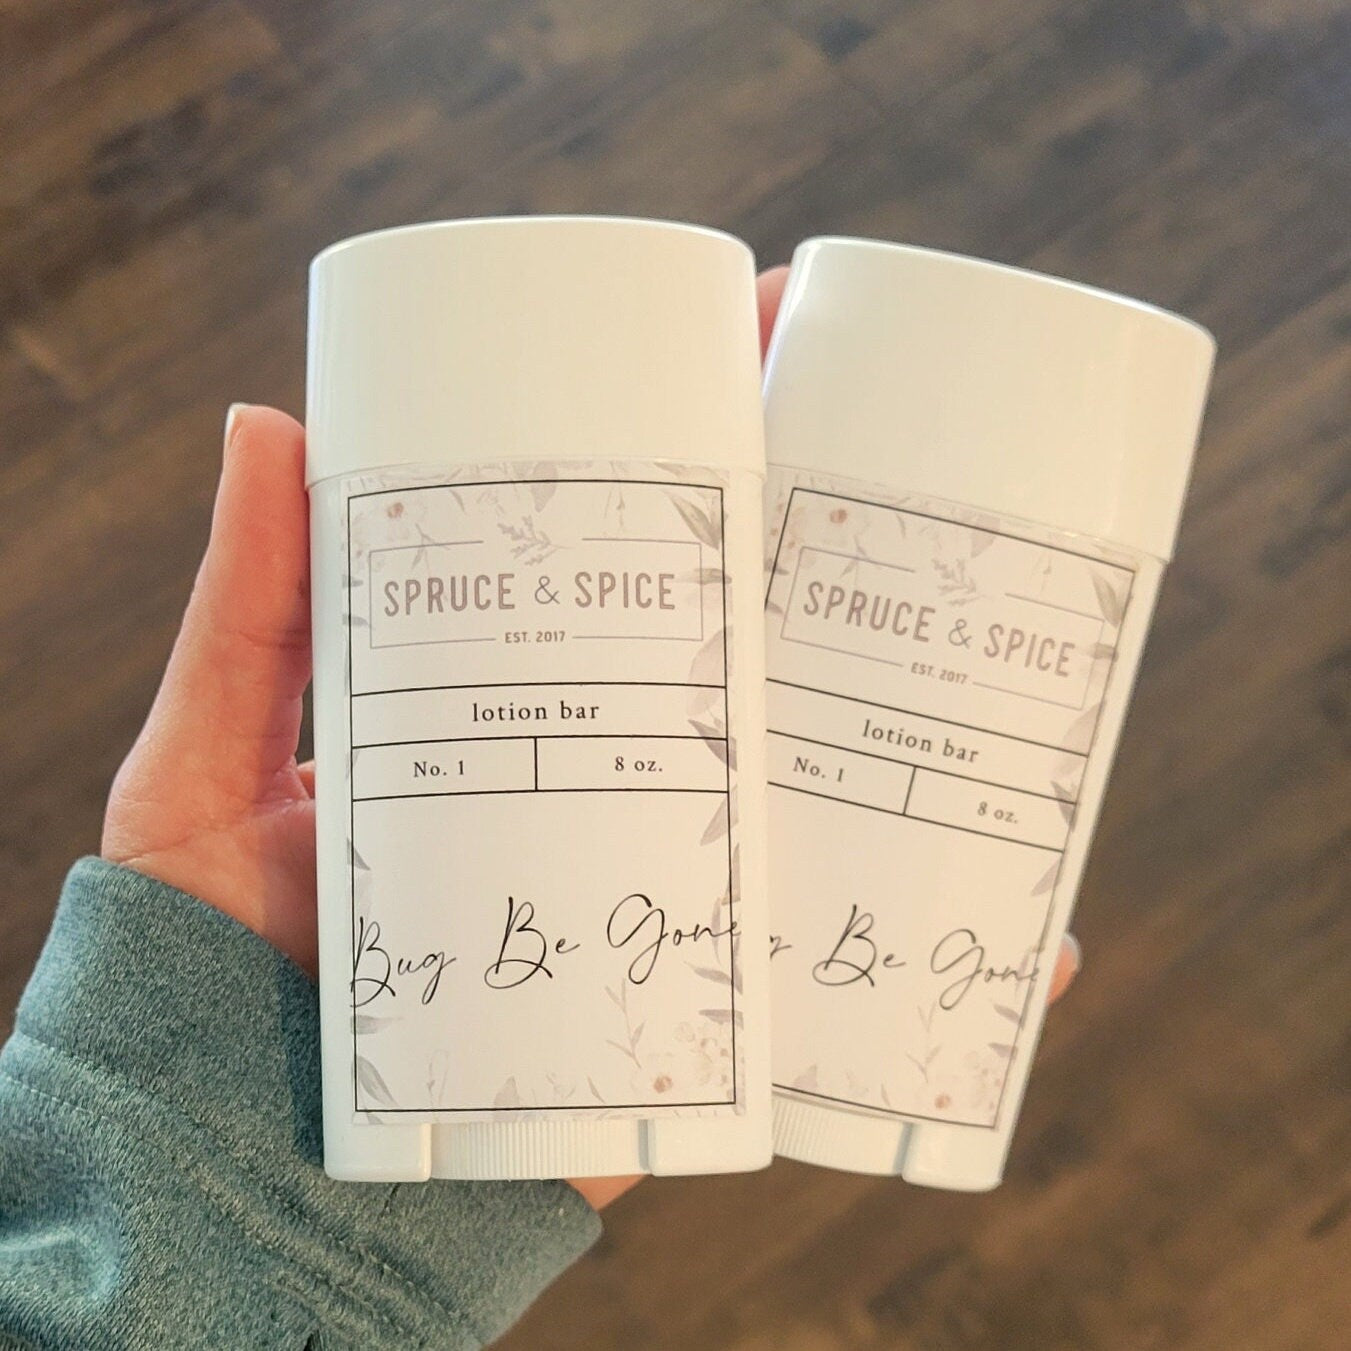 SPRUCE & SPICE
EST. 2017
lotion bar
No. 1
8 oz.
Bug Be Gone
SPRUCE & SPICE
EST. 2017
lotion bar
No. 1
8 oz.
Be Gone